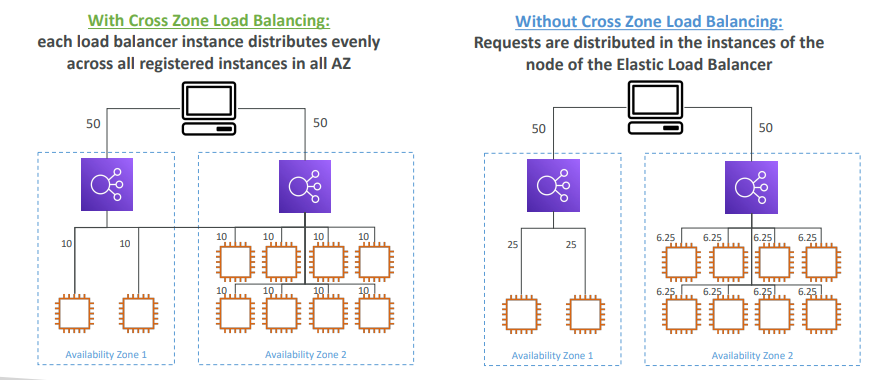 With Cross Zone Load Balancing:
each load balancer instance distributes evenly
across all registered instances in all AZ
50
50
10
10
10
10
10
10
10
10
10
10
Availability Zone 1
Availability Zone 2
Without Cross Zone Load Balancing:
Requests are distributed in the instances of the
node of the Elastic Load Balancer
50
50
25
25
6.25
6.25
6.25
6.25
6.25
6.25
6.25
6.25
Availability Zone 1
Availability Zone 2